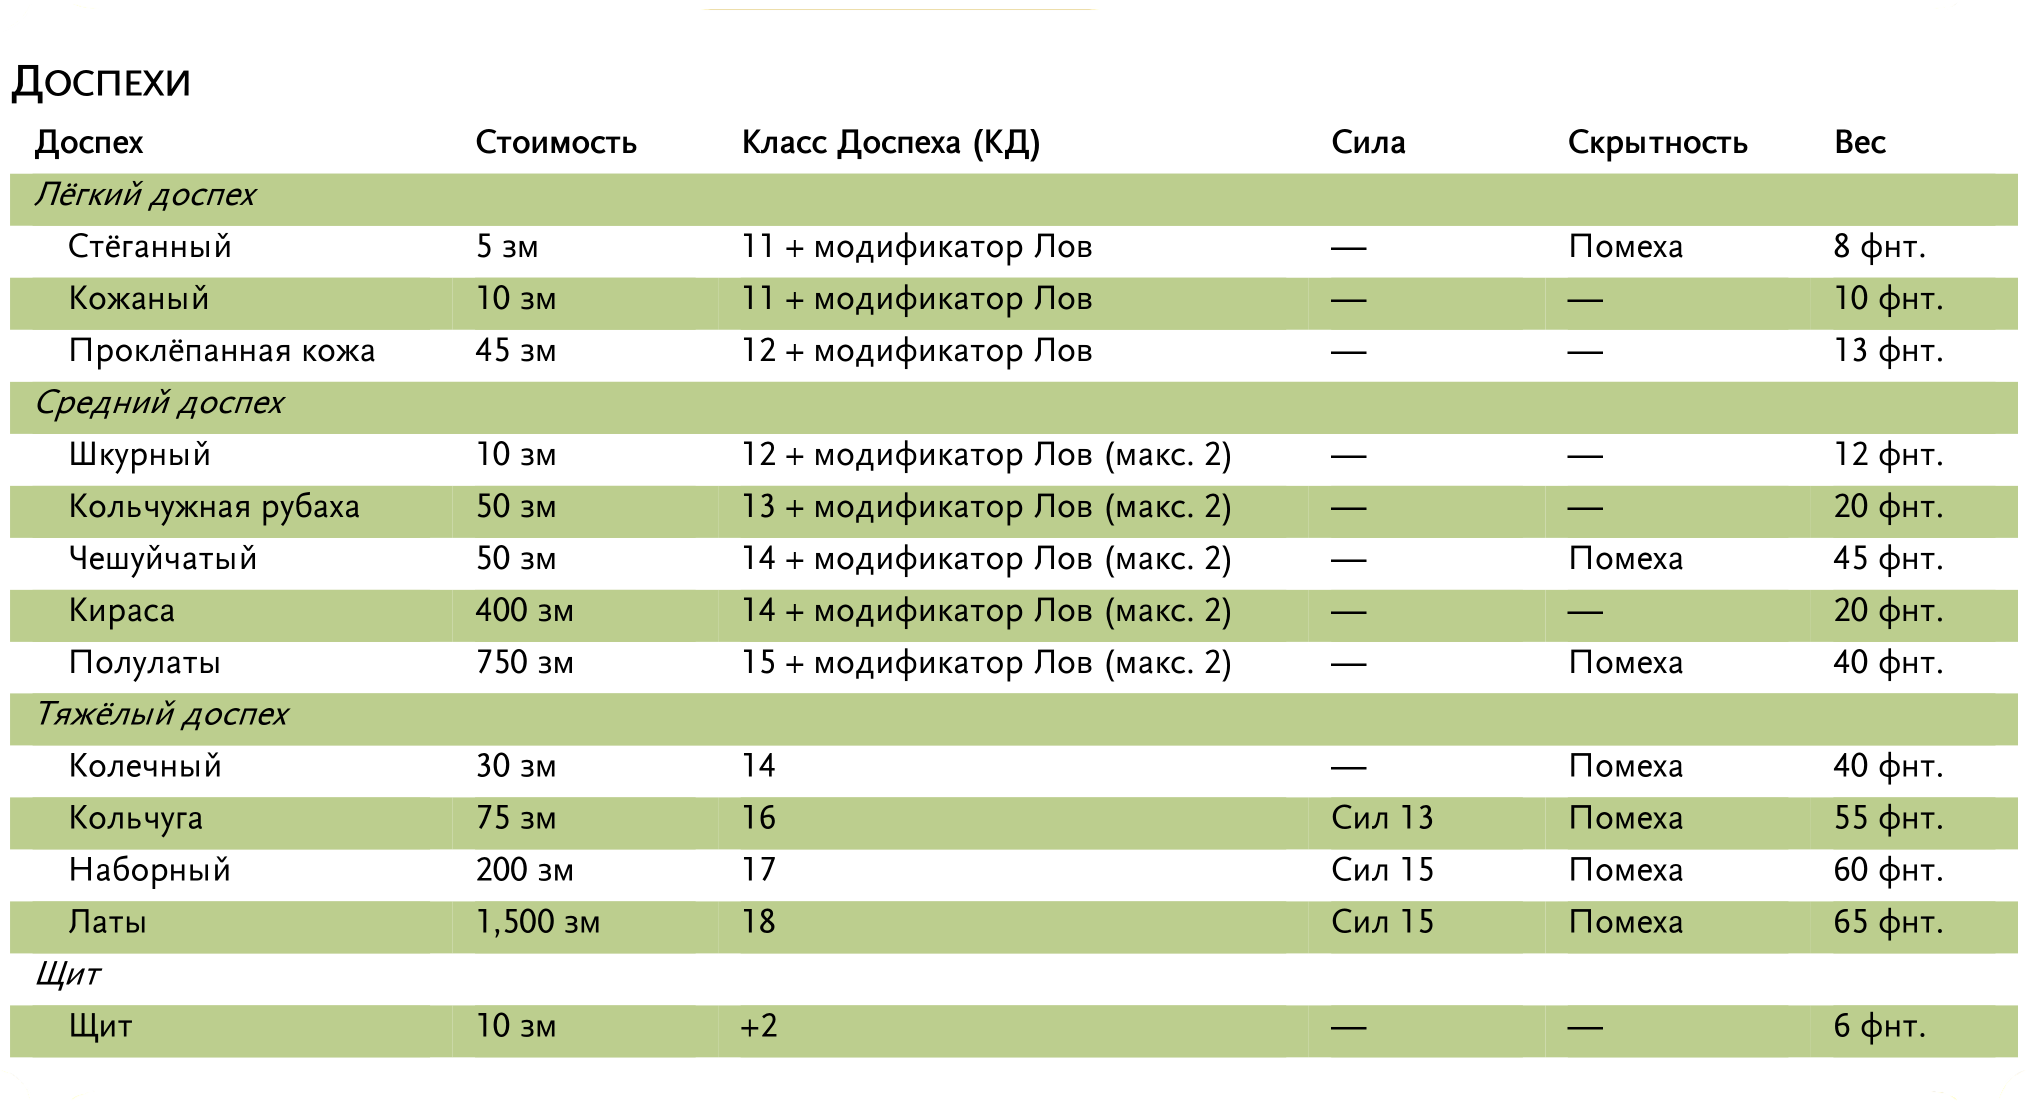 ДОСПЕХИ
Доспех Стоимость Класс Доспеха (КД) Сила Скрытность Вес
Лёгкий доспех
Стёганный 5 зм 11 + модификатор Лов — Помеха 8 фнт.
Кожаный 10 зм 11 + модификатор Лов — — 10 фнт.
Проклёпанная кожа 45 зм 12 + модификатор Лов — — 13 фнт.
Средний доспех
Шкурный 10 зм 12 + модификатор Лов (макс. 2) — — 12 фнт.
Кольчужная рубаха 50 зм 13 + модификатор Лов (макс. 2) — — 20 фнт.
Чешуйчатый 50 зм 14 + модификатор Лов (макс. 2) — Помеха 45 фнт.
Кираса 400 зм 14 + модификатор Лов (макс. 2) — — 20 фнт.
Полулаты 750 зм 15 + модификатор Лов (макс. 2) — Помеха 40 фнт.
Тяжёлый доспех
Колечный 30 зм 14 — Помеха 40 фнт.
Кольчуга 75 зм 16 Сил 13 Помеха 55 фнт.
Наборный 200 зм 17 Сил 15 Помеха 60 фнт.
Латы 1,500 зм 18 Сил 15 Помеха 65 фнт.
Щит
Щит 10 зм +2 — — 6 фнт.